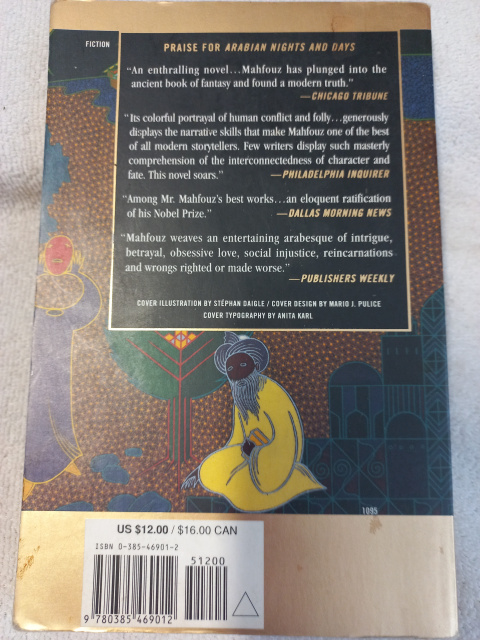 FICTION
PRAISE FOR ARABIAN NIGHTS AND DAYS
“An enthralling novel…Mahfouz has plunged into the
ancient book of fantasy and found a modern truth.”
—CHICAGO TRIBUNE
“Its colorful portrayal of human conflict and folly…generously
displays the narrative skills that make Mahfouz one of the best
of all modern storytellers. Few writers display such masterly
comprehension of the interconnectedness of character and
fate. This novel soars.” —PHILADELPHIA INQUIRER
“Among Mr. Mahfouz’s best works…an eloquent ratification
of his Nobel Prize.” —DALLAS MORNING NEWS
“Mahfouz weaves an entertaining arabesque of intrigue,
betrayal, obsessive love, social injustice, reincarnations
and wrongs righted or made worse.”
—PUBLISHERS WEEKLY
COVER ILLUSTRATION BY STÉPHAN DAIGLE / COVER DESIGN BY MARIO J. PULICE
COVER TYPOGRAPHY BY ANITA KARL
1095
US $12.00 / $16.00 CAN
ISBN 0-385-46901-2
51200
9 780385 469012